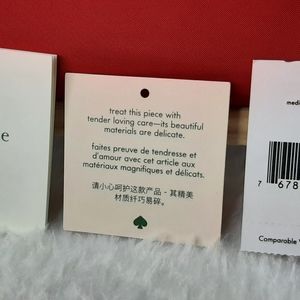 e
treat this piece with
tender loving care—its beautiful
materials are delicate.
faites preuve de tendresse et
d'amour avec cet article aux
matériaux magnifiques et délicats.
请小心呵护这款产品 - 其精美
材质纤巧易碎。
medi
7 678
Comparable V